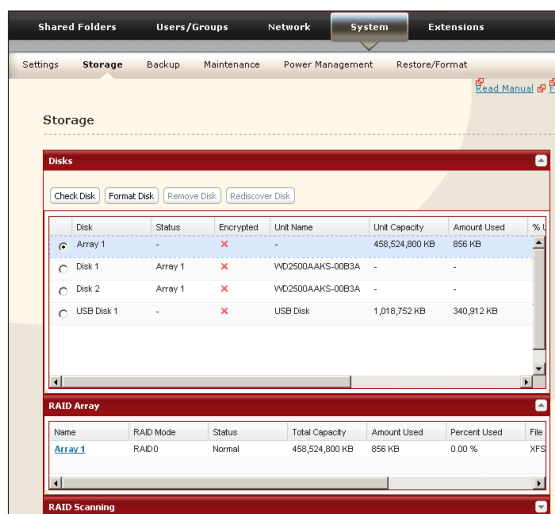 Shared Folders Users/Groups Network System Extensions
Settings Storage Backup Maintenance Power Management Restore/Format
Read Manual F
Storage
Disks
Check Disk Format Disk Remove Disk Rediscover Disk
Disk Status Encrypted Unit Name Unit Capacity Amount Used % U
Array 1 - - 458,524,800 KB 856 KB
Disk 1 Array 1 WD2500AAKS-00B3A - -
Disk 2 Array 1 WD2500AAKS-00B3A - -
USB Disk 1 - USB Disk 1,018,752 KB 340,912 KB
RAID Array
Name RAID Mode Status Total Capacity Amount Used Percent Used File
Array 1 RAID0 Normal 458,524,800 KB 856 KB 0.00 % XFS
RAID Scanning